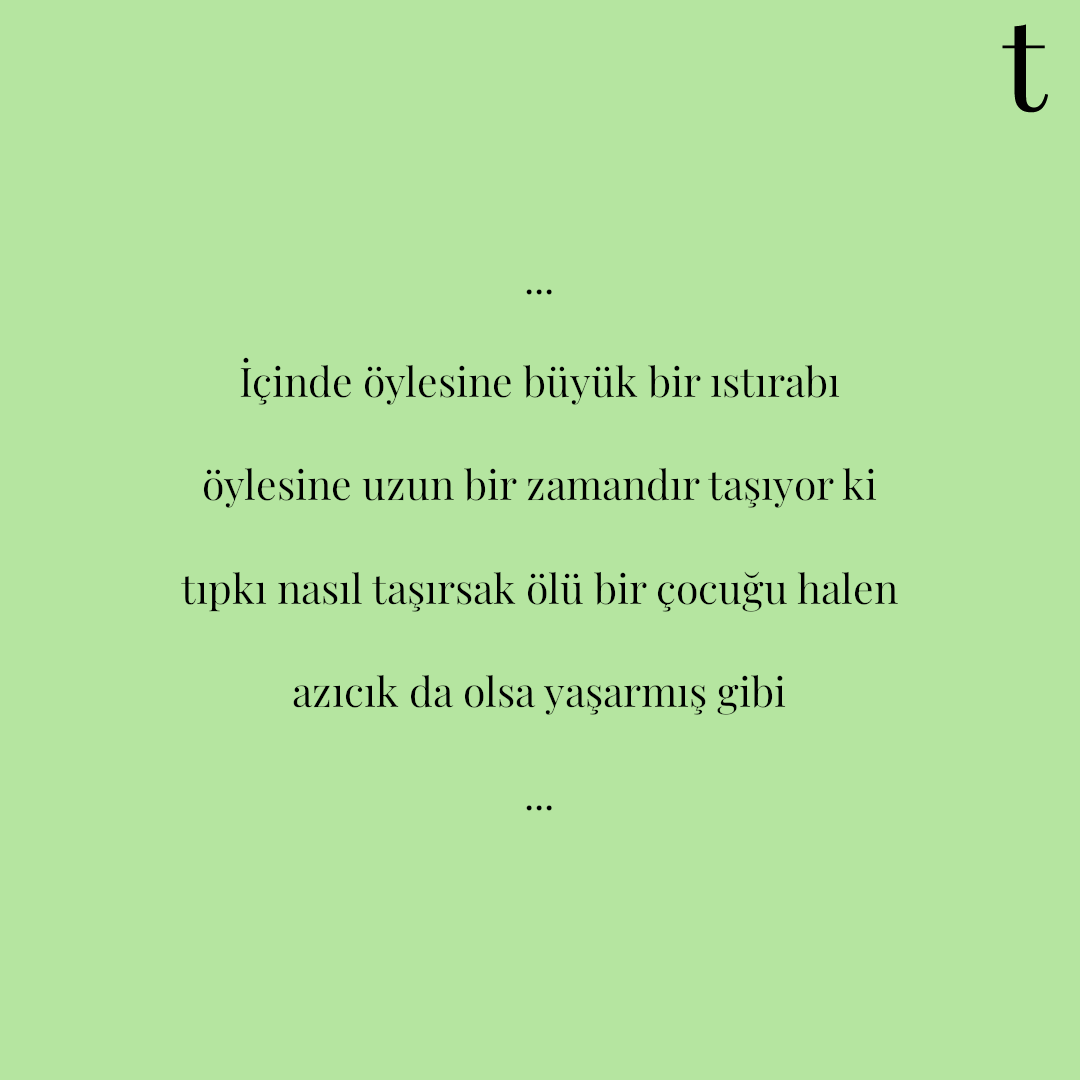 t
...
İçinde öylesine büyük bir ıstırabı
öylesine uzun bir zamandır taşıyor ki
tıpkı nasıl taşırsak ölü bir çocuğu halen
azıcık da olsa yaşarmış gibi
...